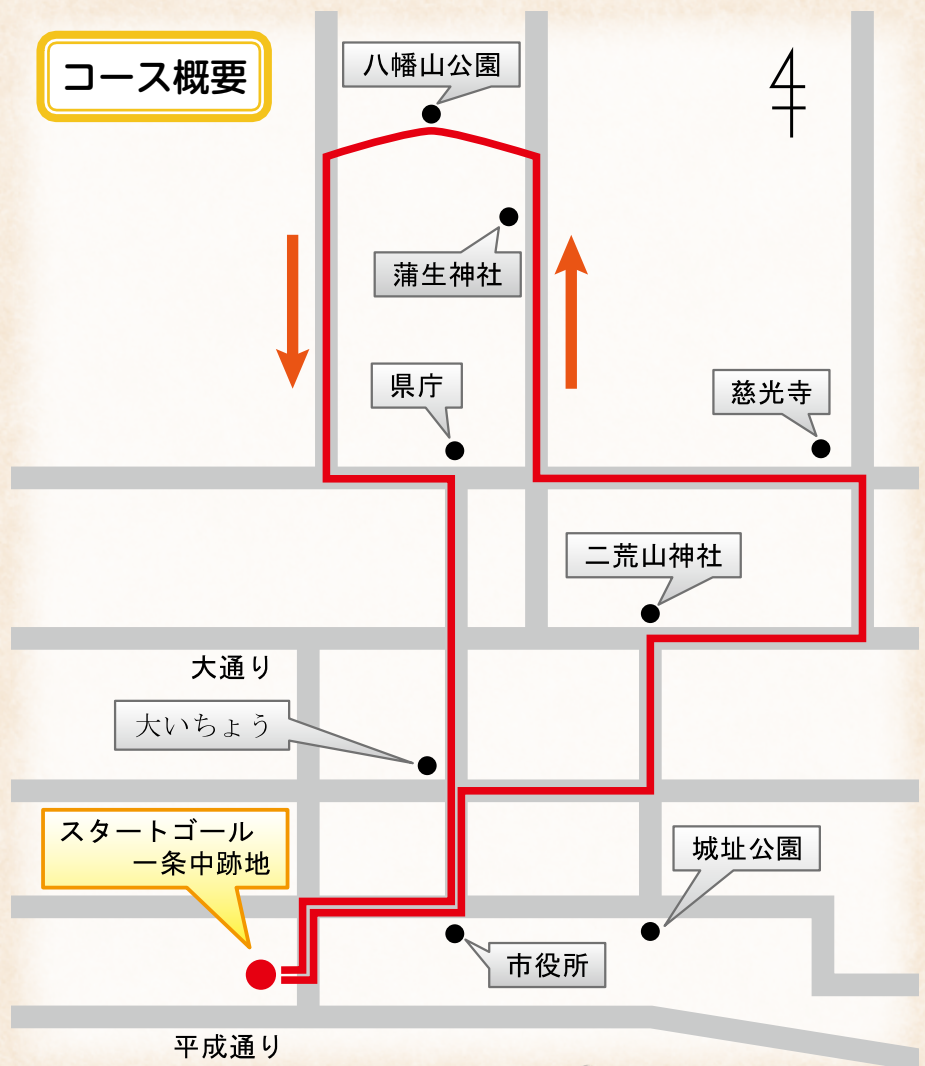 コース概要
八幡山公園
蒲生神社
県庁
慈光寺
二荒山神社
大通り
大いちょう
スタートゴール
一条中跡地
城址公園
市役所
平成通り